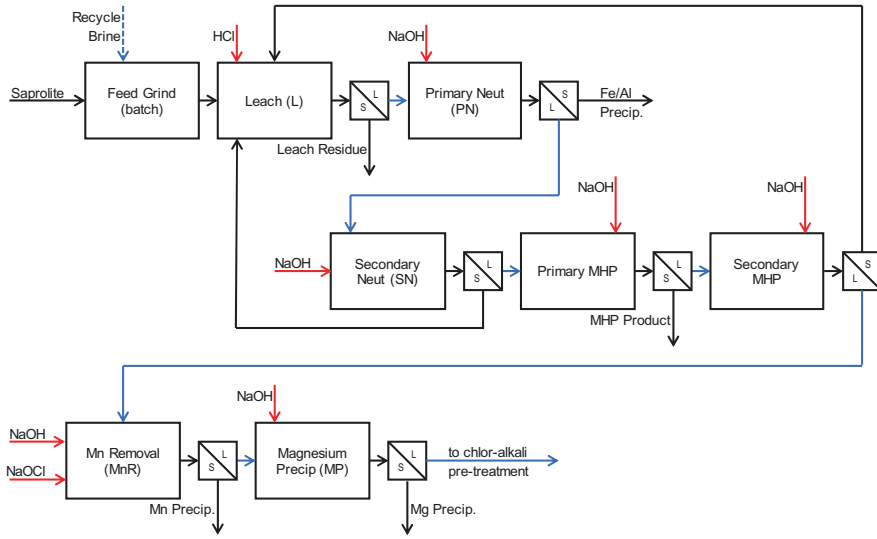 Recycle
Brine
HCl
NaOH
Saprolite
Feed Grind
(batch)
Leach (L)
L
S
Primary Neut
(PN)
S
L
Fe/Al
Precip.
Leach Residue
NaOH
NaOH
NaOH
Secondary
Neut (SN)
L
S
Primary MHP
L
S
Secondary
MHP
S
L
MHP Product
NaOH
NaOH
NaOCl
Mn Removal
(MnR)
L
S
Magnesium
Precip (MP)
L
S
to chlor-alkali
pre-treatment
Mn Precip.
Mg Precip.